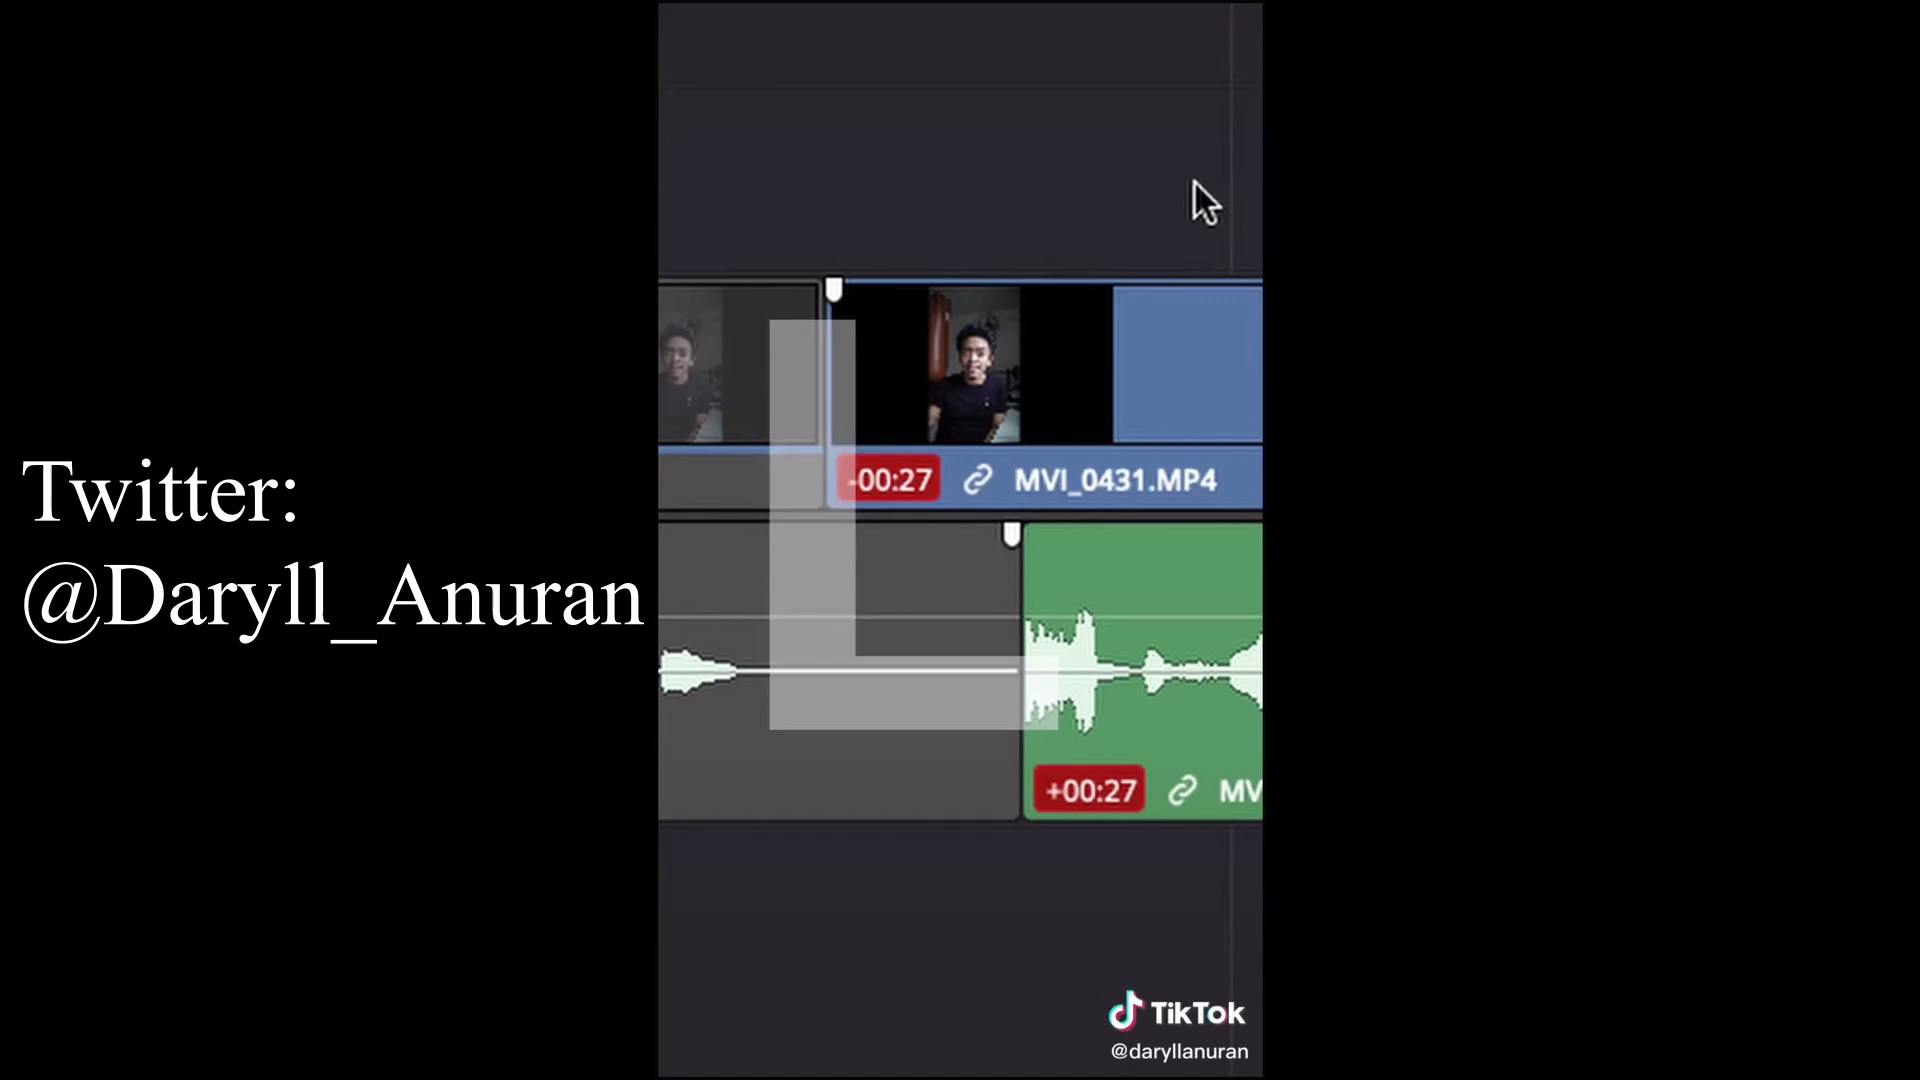 Twitter:
@Daryll_Anuran
L
-00:27 MVI_0431.MP4
+00:27 MV
TikTok
@daryllanuran